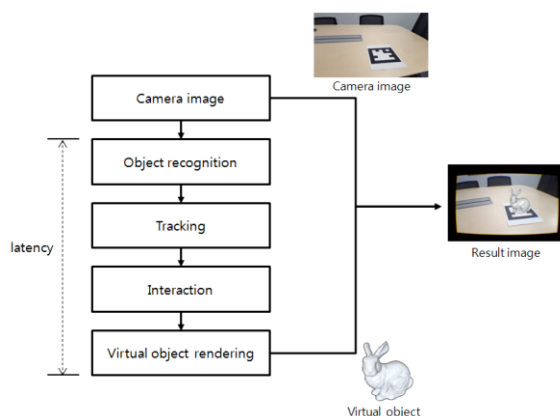 Camera image
Camera image
Object recognition
latency
Tracking
Interaction
Virtual object rendering
Result image
Virtual object